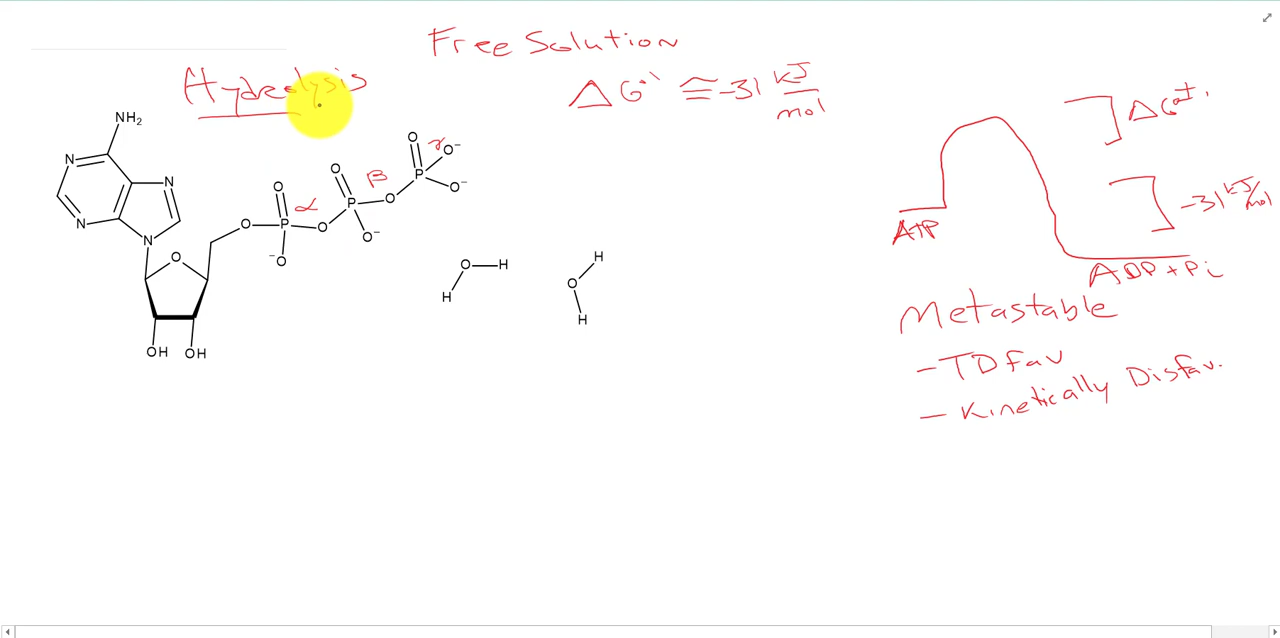 Free Solution
Hydrolysis
ΔG°' ≅ -31 kJ/mol
NH₂
N
N
N
N
O
O
P
O⁻
α
O
O
P
O⁻
β
O
O
P
γ
O⁻
O⁻
O
OH
OH
O
H
H
H
O
H
ΔG‡
-31 kJ/mol
ATP
ADP + Pi
Metastable
- TD fav
- Kinetically Disfav.